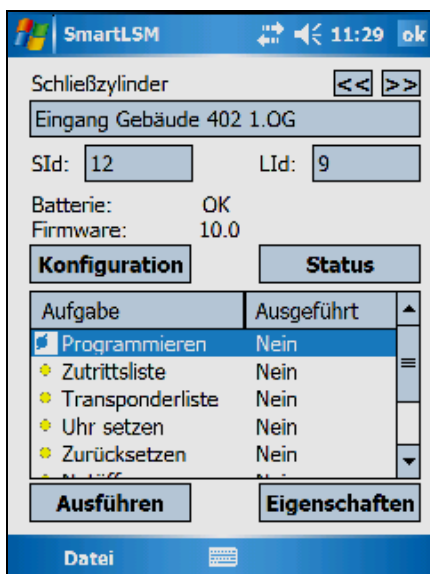 SmartLSM 11:29 ok
Schließzylinder << >>
Eingang Gebäude 402 1.OG
SId: 12 LId: 9
Batterie: OK
Firmware: 10.0
Konfiguration Status
Aufgabe Ausgeführt
Programmieren Nein
Zutrittsliste Nein
Transponderliste Nein
Uhr setzen Nein
Zurücksetzen Nein
Ausführen Eigenschaften
Datei